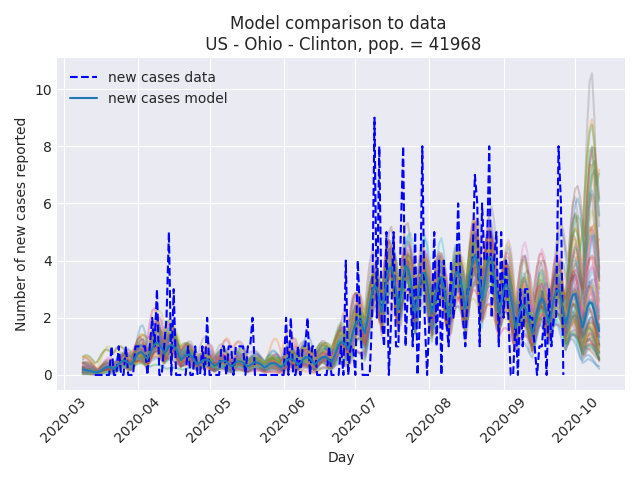 Model comparison to data
US - Ohio - Clinton, pop. = 41968
new cases data
new cases model
Number of new cases reported
10
8
6
4
2
0
2020-03
2020-04
2020-05
2020-06
2020-07
2020-08
2020-09
2020-10
Day